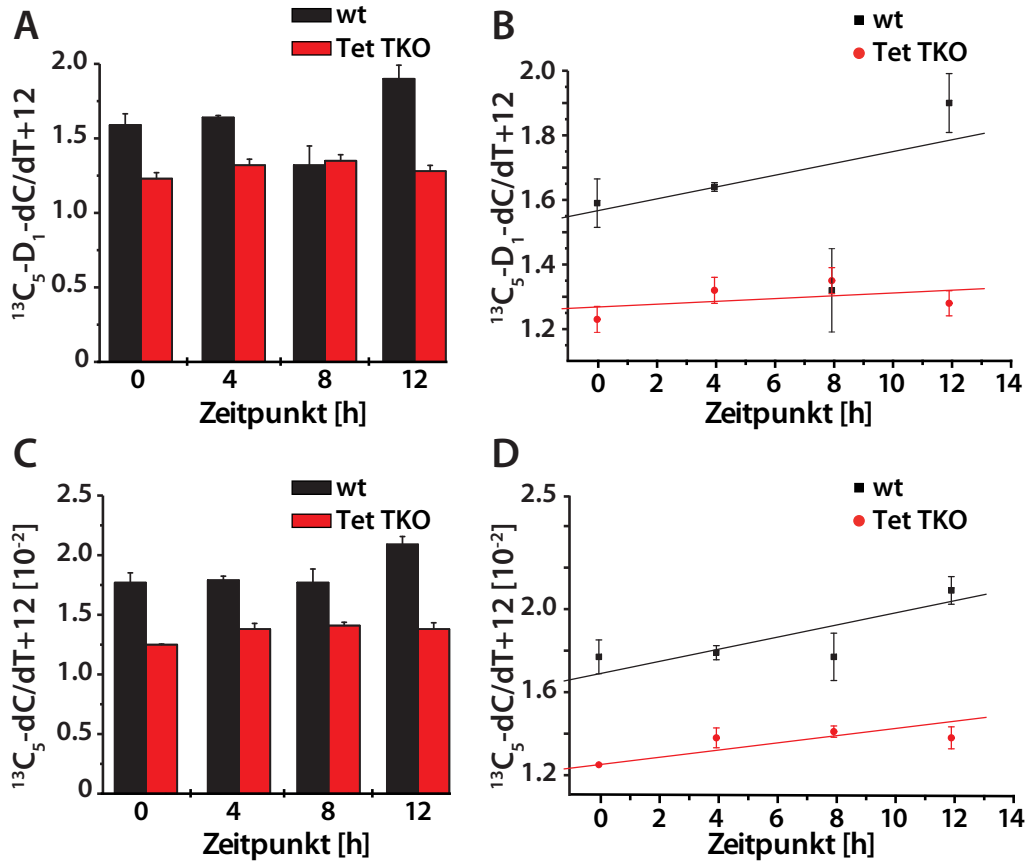 A
wt
Tet TKO
2.0
1.5
1.0
0.5
0
¹³C₅-D₁-dC/dT+12
0
4
8
12
Zeitpunkt [h]
B
wt
Tet TKO
2.0
1.8
1.6
1.4
1.2
¹³C₅-D₁-dC/dT+12
0
2
4
6
8
10
12
14
Zeitpunkt [h]
C
wt
Tet TKO
2.5
2.0
1.5
1.0
0.5
0
¹³C₅-dC/dT+12 [10⁻²]
0
4
8
12
Zeitpunkt [h]
D
wt
Tet TKO
2.5
2.0
1.6
1.2
¹³C₅-dC/dT+12 [10⁻²]
0
2
4
6
8
10
12
14
Zeitpunkt [h]